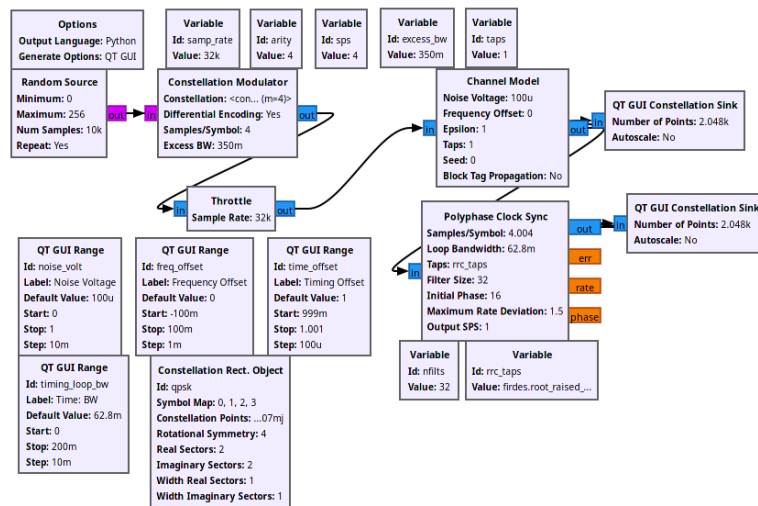 Options
Output Language: Python
Generate Options: QT GUI
Variable
Id: samp_rate
Value: 32k
Variable
Id: arity
Value: 4
Variable
Id: sps
Value: 4
Variable
Id: excess_bw
Value: 350m
Variable
Id: taps
Value: 1
Random Source
Minimum: 0
Maximum: 256
Num Samples: 10k
Repeat: Yes
out
in
Constellation Modulator
Constellation: <con... (m=4)>
Differential Encoding: Yes
Samples/Symbol: 4
Excess BW: 350m
out
in
Channel Model
Noise Voltage: 100u
Frequency Offset: 0
Epsilon: 1
Taps: 1
Seed: 0
Block Tag Propagation: No
out
in
QT GUI Constellation Sink
Number of Points: 2.048k
Autoscale: No
in
Throttle
Sample Rate: 32k
out
in
Polyphase Clock Sync
Samples/Symbol: 4.004
Loop Bandwidth: 62.8m
Taps: rrc_taps
Filter Size: 32
Initial Phase: 16
Maximum Rate Deviation: 1.5
Output SPS: 1
out
err
rate
phase
in
QT GUI Constellation Sink
Number of Points: 2.048k
Autoscale: No
QT GUI Range
Id: noise_volt
Label: Noise Voltage
Default Value: 100u
Start: 0
Stop: 1
Step: 10m
QT GUI Range
Id: freq_offset
Label: Frequency Offset
Default Value: 0
Start: -100m
Stop: 100m
Step: 1m
QT GUI Range
Id: time_offset
Label: Timing Offset
Default Value: 1
Start: 999m
Stop: 1.001
Step: 100u
QT GUI Range
Id: timing_loop_bw
Label: Time: BW
Default Value: 62.8m
Start: 0
Stop: 200m
Step: 10m
Constellation Rect. Object
Id: qpsk
Symbol Map: 0, 1, 2, 3
Constellation Points: ...07mj
Rotational Symmetry: 4
Real Sectors: 2
Imaginary Sectors: 2
Width Real Sectors: 1
Width Imaginary Sectors: 1
Variable
Id: nfilts
Value: 32
Variable
Id: rrc_taps
Value: firdes.root_raised_...